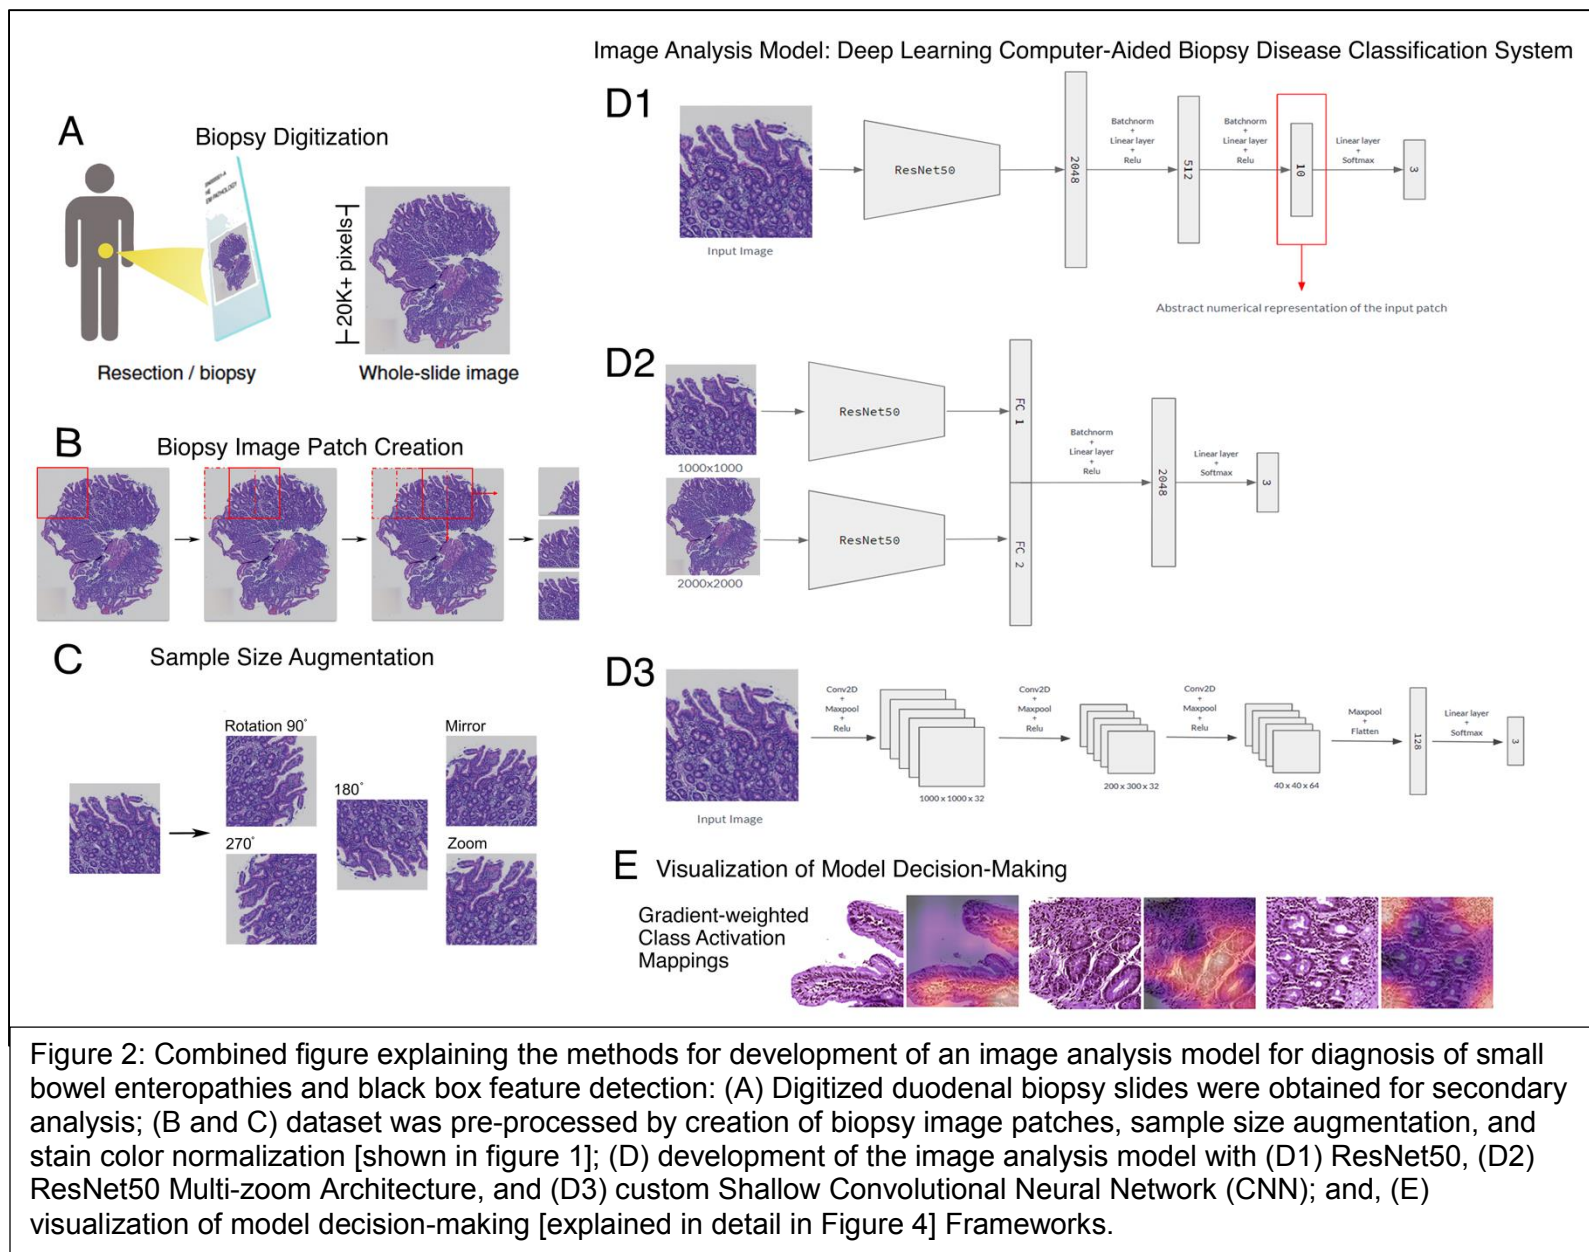 Image Analysis Model: Deep Learning Computer-Aided Biopsy Disease Classification System
A
Biopsy Digitization
20K+ pixels
Resection / biopsy
Whole-slide image
B
Biopsy Image Patch Creation
C
Sample Size Augmentation
Rotation 90°
Mirror
180°
270°
Zoom
D1
Input Image
ResNet50
2048
Batchnorm
+
Linear layer
+
Relu
512
Batchnorm
+
Linear layer
+
Relu
10
Linear layer
+
Softmax
3
Abstract numerical representation of the input patch
D2
1000x1000
2000x2000
ResNet50
ResNet50
FC 1
FC 2
Batchnorm
+
Linear layer
+
Relu
2048
Linear layer
+
Softmax
3
D3
Input Image
Conv2D
+
Maxpool
+
Relu
1000 x 1000 x 32
Conv2D
+
Maxpool
+
Relu
200 x 300 x 32
Conv2D
+
Maxpool
+
Relu
40 x 40 x 64
Maxpool
+
Flatten
128
Linear layer
+
Softmax
3
E
Visualization of Model Decision-Making
Gradient-weighted
Class Activation
Mappings
Figure 2: Combined figure explaining the methods for development of an image analysis model for diagnosis of small
bowel enteropathies and black box feature detection: (A) Digitized duodenal biopsy slides were obtained for secondary
analysis; (B and C) dataset was pre-processed by creation of biopsy image patches, sample size augmentation, and
stain color normalization [shown in figure 1]; (D) development of the image analysis model with (D1) ResNet50, (D2)
ResNet50 Multi-zoom Architecture, and (D3) custom Shallow Convolutional Neural Network (CNN); and, (E)
visualization of model decision-making [explained in detail in Figure 4] Frameworks.